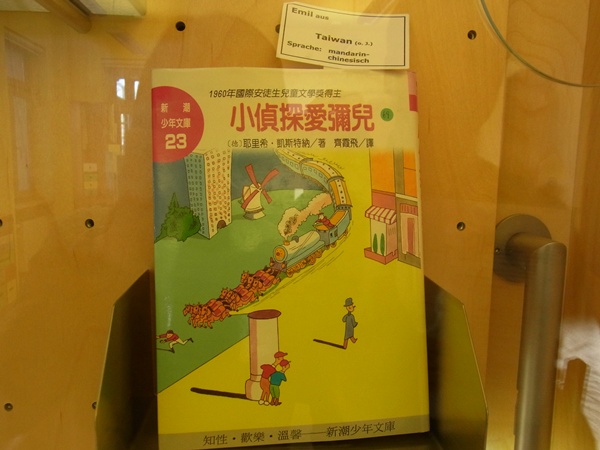 Emil aus
Taiwan (o. J.)
Sprache: mandarin-
chinesisch
1960年國際安徒生兒童文學獎得主
新潮
少年文庫
23
小偵探愛彌兒
(德)耶里希·凱斯特納／著 齊霞飛／譯
知性·歡樂·溫馨──新潮少年文庫